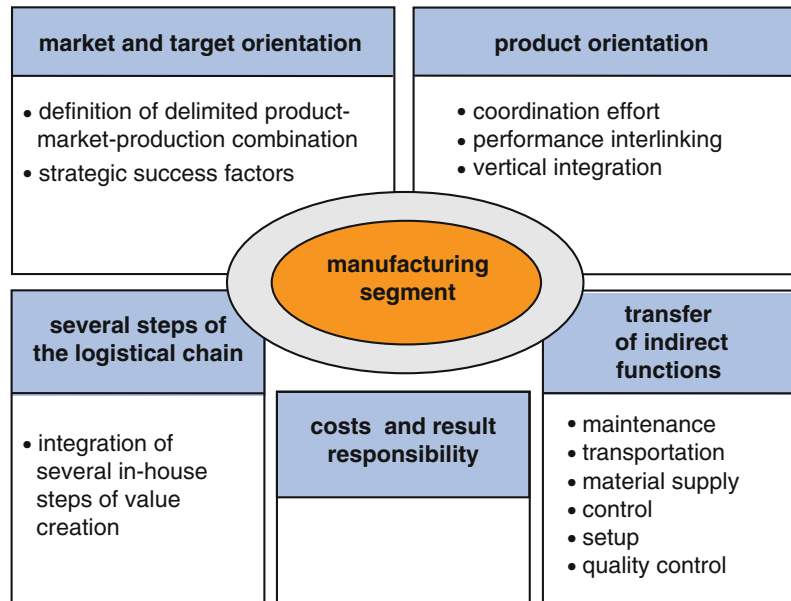 market and target orientation
• definition of delimited product-
market-production combination
• strategic success factors
product orientation
• coordination effort
• performance interlinking
• vertical integration
manufacturing
segment
several steps of
the logistical chain
• integration of
several in-house
steps of value
creation
costs and result
responsibility
transfer
of indirect
functions
• maintenance
• transportation
• material supply
• control
• setup
• quality control